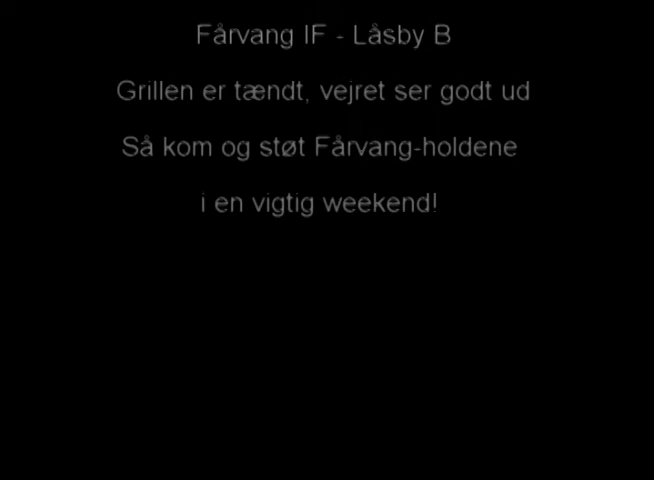 Fårvang IF - Låsby B
Grillen er tændt, vejret ser godt ud
Så kom og støt Fårvang-holdene
i en vigtig weekend!